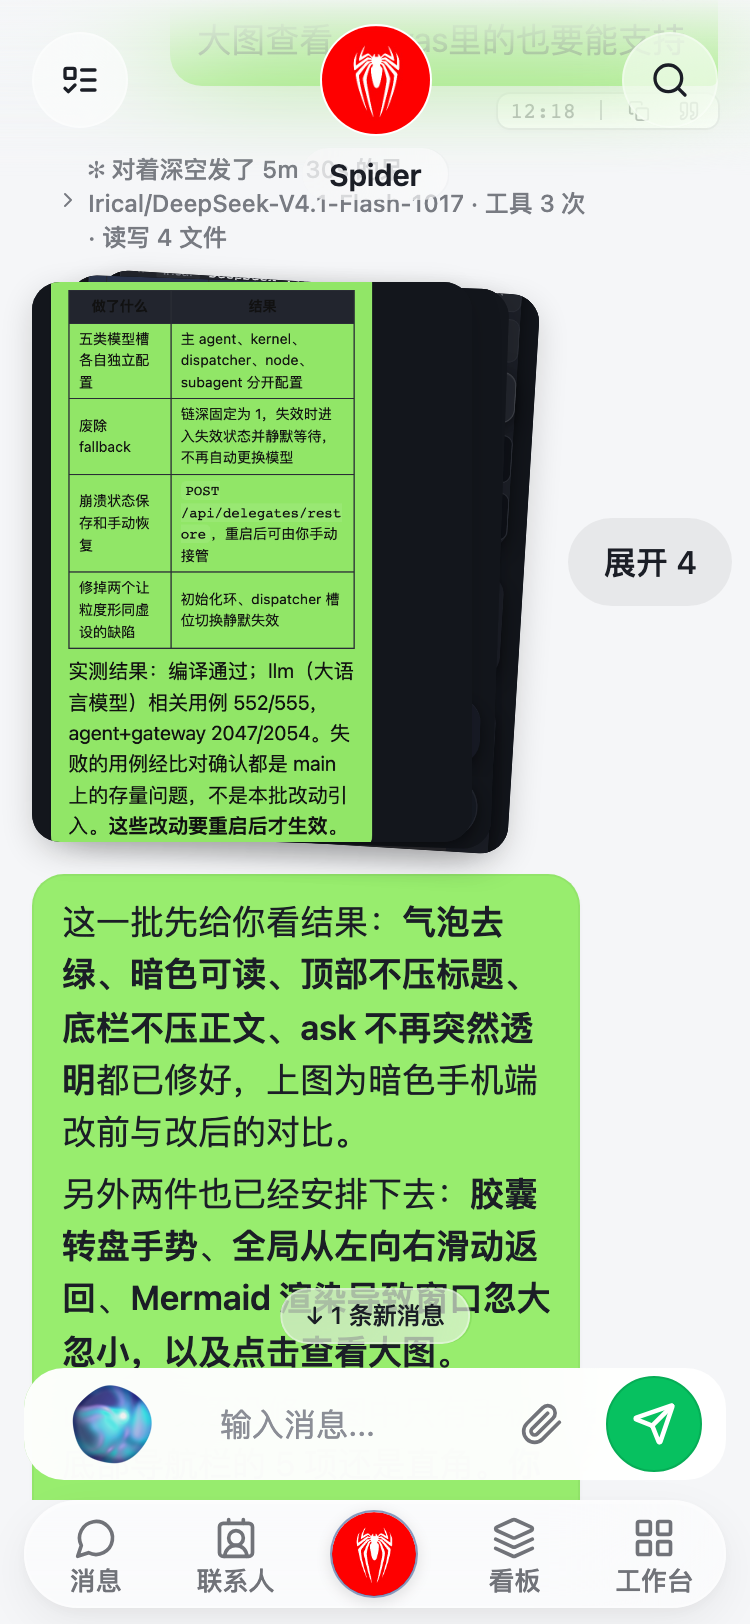 大图查看
as里的也要能支持
12:18
Spider
✻ 对着深空发了 5m 30s 的呆
lrical/DeepSeek-V4.1-Flash-1017 · 工具 3 次
· 读写 4 文件
做了什么 结果
五类模型槽各自独立配置
主 agent、kernel、dispatcher、node、subagent 分开配置
废除 fallback
链深固定为 1，失效时进入失效状态并静默等待，不再自动更换模型
崩溃状态保存和手动恢复
POST /api/delegates/restore ，重启后可由你手动接管
修掉两个让粒度形同虚设的缺陷
初始化环、dispatcher 槽位切换静默失效
实测结果：编译通过；llm（大语
言模型）相关用例 552/555，
agent+gateway 2047/2054。失
败的用例经比对确认都是 main
上的存量问题，不是本批改动引
入。这些改动要重启后才生效。
展开 4
这一批先给你看结果：气泡去
绿、暗色可读、顶部不压标题、
底栏不压正文、ask 不再突然透
明都已修好，上图为暗色手机端
改前与改后的对比。
另外两件也已经安排下去：胶囊
转盘手势、全局从左向右滑动返
回、Mermaid 渲染导致窗口忽大
忽小，以及点击查看大图。
↓ 1 条新消息
输入消息...
消息
联系人
看板
工作台